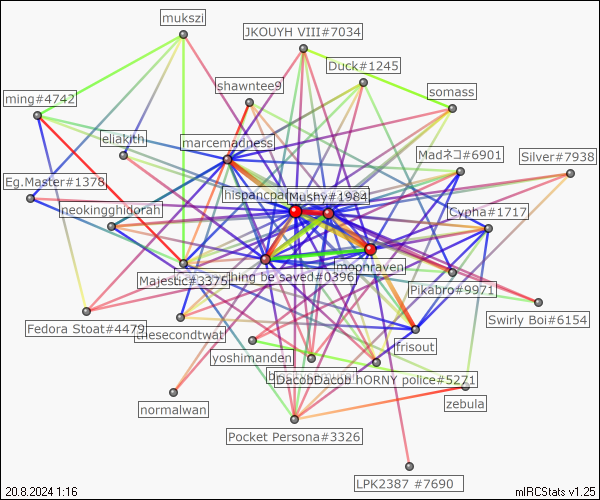 mukszi
JKOUYH VIII#7034
Duck#1245
shawntee9
somass
ming#4742
eliakith
marcemadness
Madネコ#6901
Silver#7938
Eg.Master#1378
hispancpa
Mushy#1984
neokingghidorah
Cypha#1717
moonraven
Majestic#3375
hing be saved#0396
Pikabro#9971
Swirly Boi#6154
Fedora Stoat#4479
thesecondtwat
frisout
yoshimanden
DacobDacob
hORNY police#5271
zebula
normalwan
Pocket Persona#3326
LPK2387 #7690
20.8.2024 1:16
mIRCStats v1.25